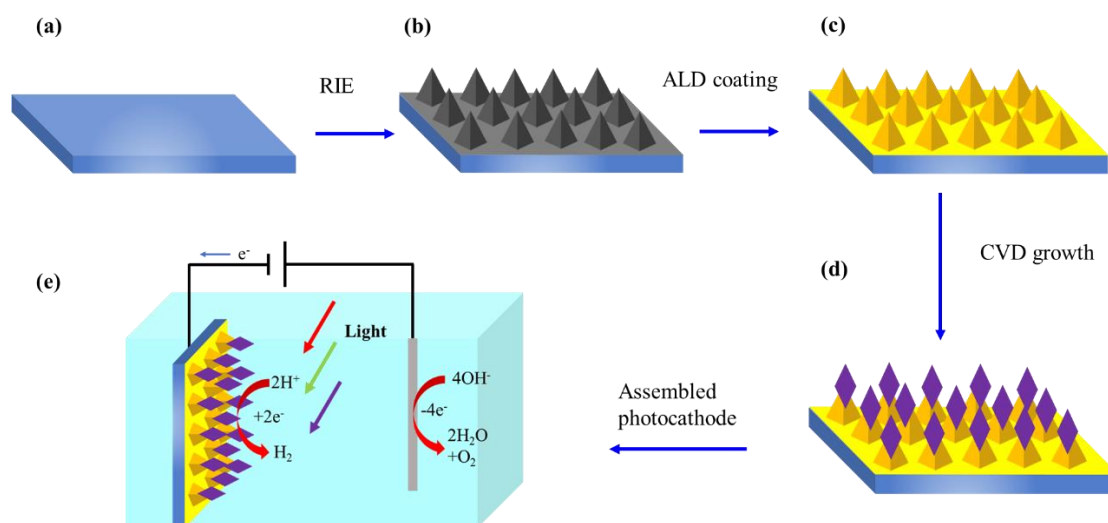 (a)
RIE
(b)
ALD coating
(c)
CVD growth
(d)
Assembled
photocathode
(e)
e⁻
Light
2H⁺
+2e⁻
H₂
4OH⁻
-4e⁻
2H₂O
+O₂